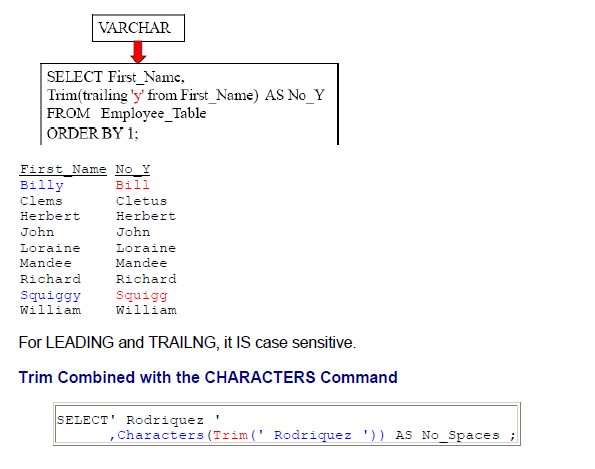 VARCHAR
SELECT First_Name,
Trim(trailing 'y' from First_Name) AS No_Y
FROM Employee_Table
ORDER BY 1;
First_Name No_Y
Billy Bill
Clems Cletus
Herbert Herbert
John John
Loraine Loraine
Mandee Mandee
Richard Richard
Squiggy Squigg
William William
For LEADING and TRAILNG, it IS case sensitive.
Trim Combined with the CHARACTERS Command
SELECT' Rodriquez '
,Characters(Trim(' Rodriquez ')) AS No_Spaces ;